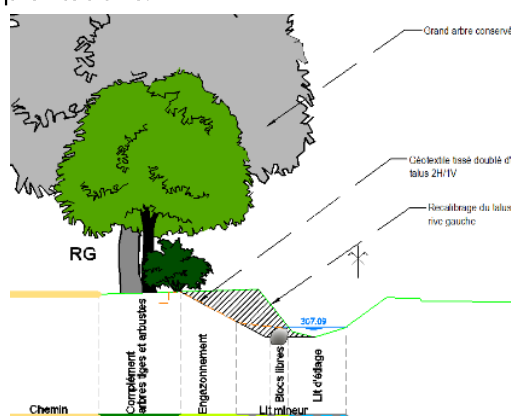 Grand arbre conservé
Géotextile tissé doublé d'
talus 2H/1V
Recalibrage du talus
rive gauche
RG
307.09
Complément
arbres tiges et arbustes
Engazonnement
Blocs libres
Lit d'étiage
Chemin
Lit mineur